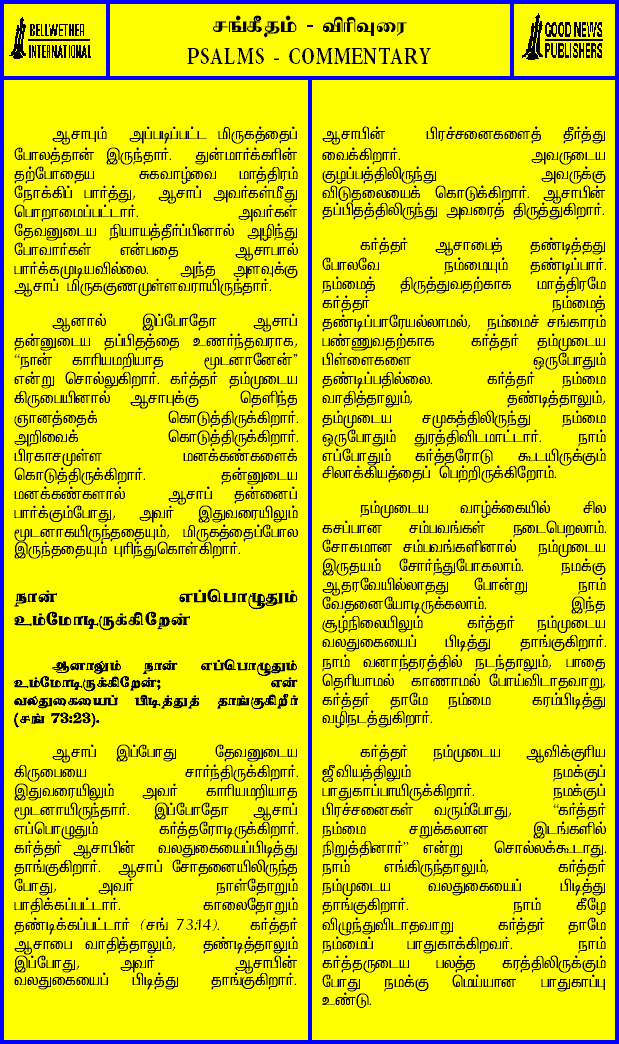 BELLWETHER
INTERNATIONAL
சங்கீதம் - விரிவுரை
PSALMS - COMMENTARY
GOOD NEWS
PUBLISHERS
ஆசாபும் அப்படிப்பட்ட மிருகத்தைப்
போலத்தான் இருந்தார். துன்மார்க்கரின்
தற்போதைய சுகவாழ்வை மாத்திரம்
நோக்கிப் பார்த்து, ஆசாப் அவர்கள்மீது
பொறாமைப்பட்டார். அவர்கள்
தேவனுடைய நியாயத்தீர்ப்பினால் அழிந்து
போவார்கள் என்பதை ஆசாபால்
பார்க்கமுடியவில்லை. அந்த அளவுக்கு
ஆசாப் மிருககுணமுள்ளவராயிருந்தார்.
ஆனால் இப்போதோ ஆசாப்
தன்னுடைய தப்பிதத்தை உணர்ந்தவராக,
“நான் காரியமறியாத மூடனானேன்”
என்று சொல்லுகிறார். கர்த்தர் தம்முடைய
கிருபையினால் ஆசாபுக்கு தெளிந்த
ஞானத்தைக் கொடுத்திருக்கிறார்.
அறிவைக் கொடுத்திருக்கிறார்.
பிரகாசமுள்ள மனக்கண்களைக்
கொடுத்திருக்கிறார். தன்னுடைய
மனக்கண்களால் ஆசாப் தன்னைப்
பார்க்கும்போது, அவர் இதுவரையிலும்
மூடனாகயிருந்ததையும், மிருகத்தைப்போல
இருந்ததையும் புரிந்துகொள்கிறார்.
நான் எப்பொழுதும்
உம்மோடிருக்கிறேன்
ஆனாலும் நான் எப்பொழுதும்
உம்மோடிருக்கிறேன்; என்
வலதுகையைப் பிடித்துத் தாங்குகிறீர்
(சங் 73:23).
ஆசாப் இப்போது தேவனுடைய
கிருபையை சார்ந்திருக்கிறார்.
இதுவரையிலும் அவர் காரியமறியாத
மூடனாயிருந்தார். இப்போதோ ஆசாப்
எப்பொழுதும் கர்த்தரோடிருக்கிறார்.
கர்த்தர் ஆசாபின் வலதுகையைப்பிடித்து
தாங்குகிறார். ஆசாப் சோதனையிலிருந்த
போது, அவர் நாள்தோறும்
பாதிக்கப்பட்டார். காலைதோறும்
தண்டிக்கப்பட்டார் (சங் 73:14). கர்த்தர்
ஆசாபை வாதித்தாலும், தண்டித்தாலும்
இப்போது, அவர் ஆசாபின்
வலதுகையைப் பிடித்து தாங்குகிறார்.
ஆசாபின் பிரச்சனைகளைத் தீர்த்து
வைக்கிறார். அவருடைய
குழப்பத்திலிருந்து அவருக்கு
விடுதலையைக் கொடுக்கிறார். ஆசாபின்
தப்பிதத்திலிருந்து அவரைத் திருத்துகிறார்.
கர்த்தர் ஆசாபைத் தண்டித்தது
போலவே நம்மையும் தண்டிப்பார்.
நம்மைத் திருத்துவதற்காக மாத்திரமே
கர்த்தர் நம்மைத்
தண்டிப்பாரேயல்லாமல், நம்மைச் சங்காரம்
பண்ணுவதற்காக கர்த்தர் தம்முடைய
பிள்ளைகளை ஒருபோதும்
தண்டிப்பதில்லை. கர்த்தர் நம்மை
வாதித்தாலும், தண்டித்தாலும்,
தம்முடைய சமுகத்திலிருந்து நம்மை
ஒருபோதும் துரத்திவிடமாட்டார். நாம்
எப்போதும் கர்த்தரோடு கூடயிருக்கும்
சிலாக்கியத்தைப் பெற்றிருக்கிறோம்.
நம்முடைய வாழ்க்கையில் சில
கசப்பான சம்பவங்கள் நடைபெறலாம்.
சோகமான சம்பவங்களினால் நம்முடைய
இருதயம் சோர்ந்துபோகலாம். நமக்கு
ஆதரவேயில்லாதது போன்று நாம்
வேதனையோடிருக்கலாம். இந்த
சூழ்நிலையிலும் கர்த்தர் நம்முடைய
வலதுகையைப் பிடித்து தாங்குகிறார்.
நாம் வனாந்தரத்தில் நடந்தாலும், பாதை
தெரியாமல் காணாமல் போய்விடாதவாறு,
கர்த்தர் தாமே நம்மை கரம்பிடித்து
வழிநடத்துகிறார்.
கர்த்தர் நம்முடைய ஆவிக்குரிய
ஜீவியத்திலும் நமக்குப்
பாதுகாப்பாயிருக்கிறார். நமக்குப்
பிரச்சனைகள் வரும்போது, “கர்த்தர்
நம்மை சறுக்கலான இடங்களில்
நிறுத்தினார்” என்று சொல்லக்கூடாது.
நாம் எங்கிருந்தாலும், கர்த்தர்
நம்முடைய வலதுகையைப் பிடித்து
தாங்குகிறார். நாம் கீழே
விழுந்துவிடாதவாறு கர்த்தர் தாமே
நம்மைப் பாதுகாக்கிறவர். நாம்
கர்த்தருடைய பலத்த கரத்திலிருக்கும்
போது நமக்கு மெய்யான பாதுகாப்பு
உண்டு.